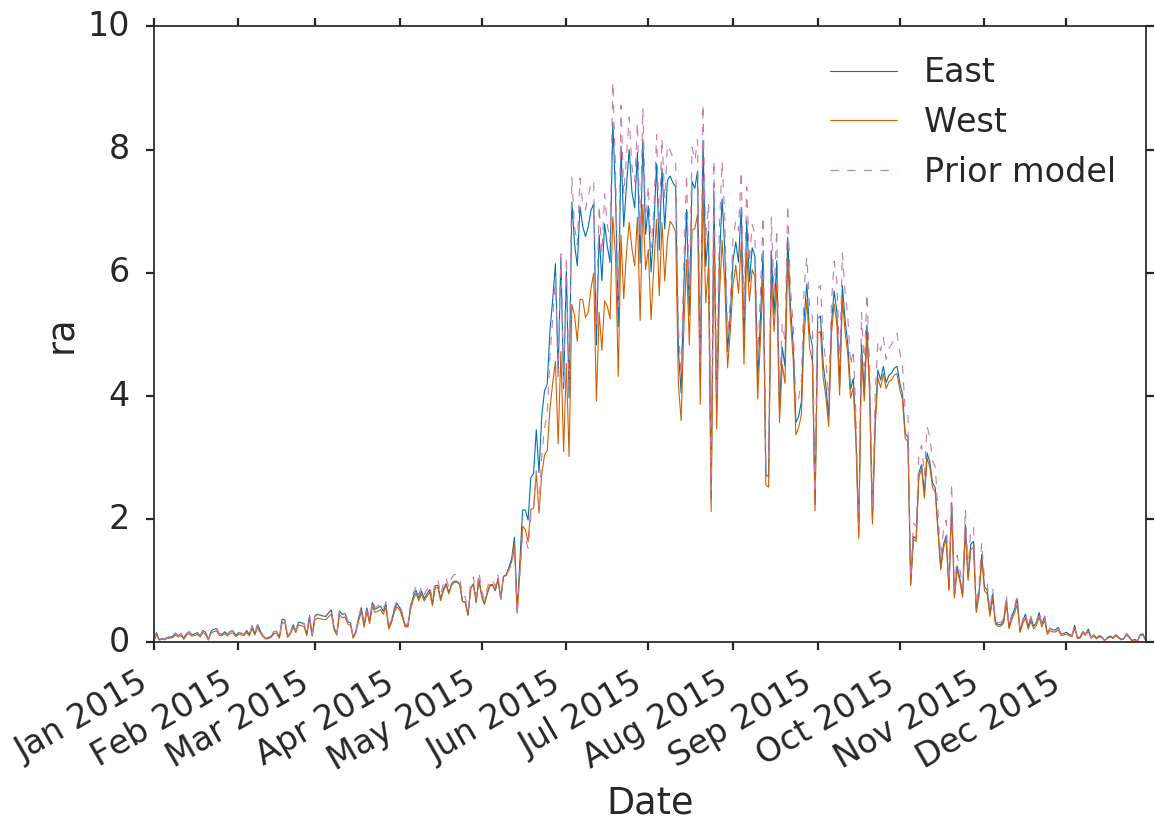 10
8
6
4
2
0
ra
East
West
Prior model
Jan 2015
Feb 2015
Mar 2015
Apr 2015
May 2015
Jun 2015
Jul 2015
Aug 2015
Sep 2015
Oct 2015
Nov 2015
Dec 2015
Date